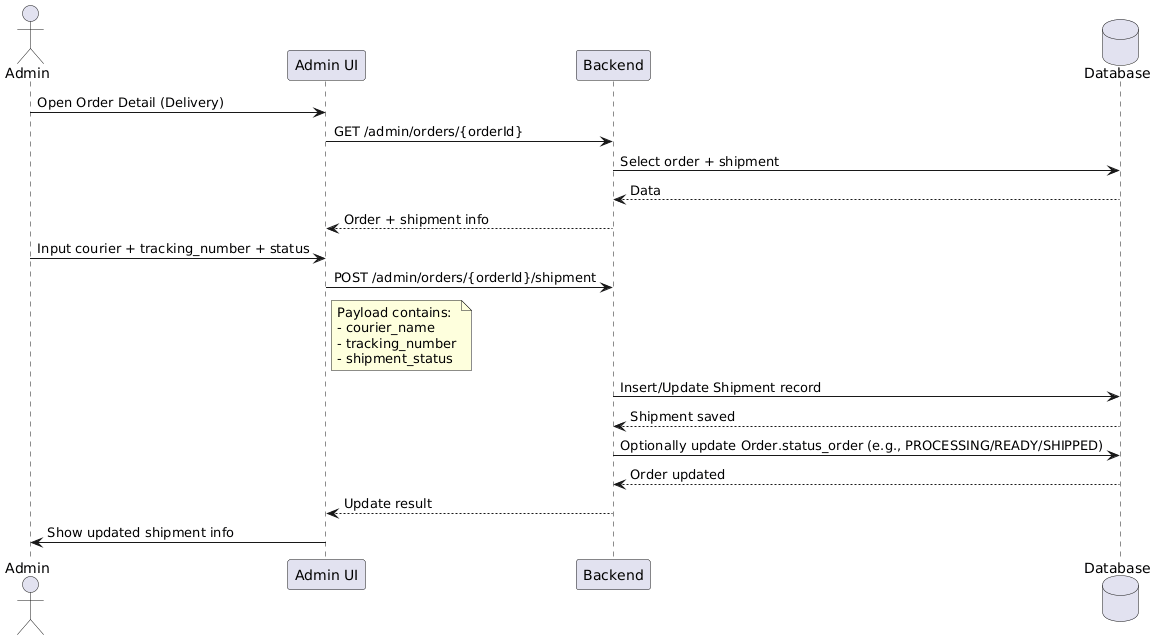 Admin
Admin UI
Backend
Database
Open Order Detail (Delivery)
GET /admin/orders/{orderId}
Select order + shipment
Data
Order + shipment info
Input courier + tracking_number + status
POST /admin/orders/{orderId}/shipment
Payload contains:
- courier_name
- tracking_number
- shipment_status
Insert/Update Shipment record
Shipment saved
Optionally update Order.status_order (e.g., PROCESSING/READY/SHIPPED)
Order updated
Update result
Show updated shipment info
Admin
Admin UI
Backend
Database